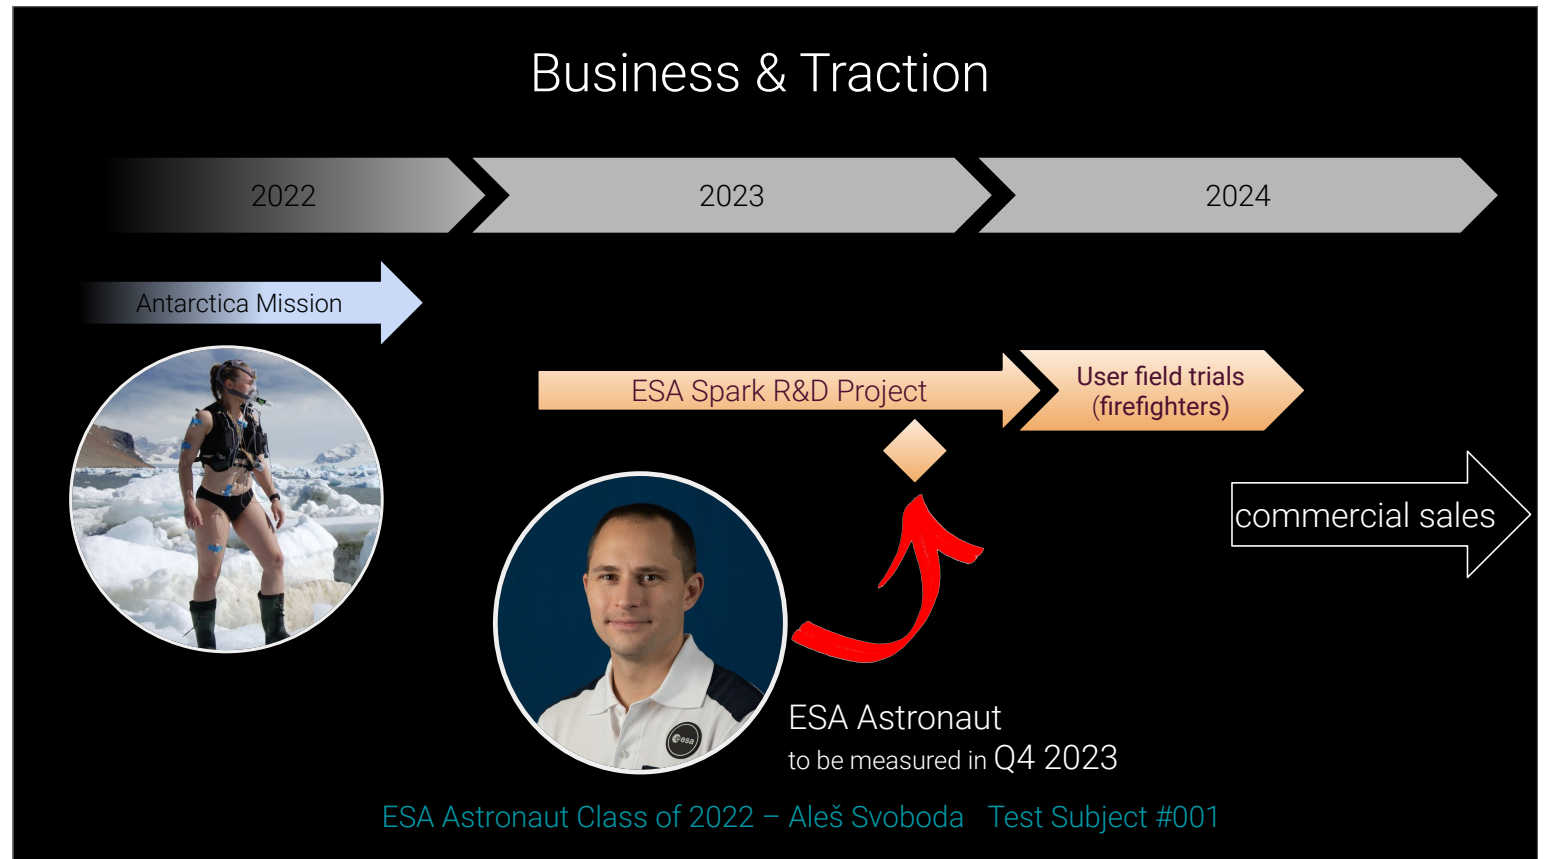 Business & Traction
2022
2023
2024
Antarctica Mission
ESA Spark R&D Project
User field trials
(firefighters)
commercial sales
esa
ESA Astronaut
to be measured in Q4 2023
ESA Astronaut Class of 2022 – Aleš Svoboda   Test Subject #001